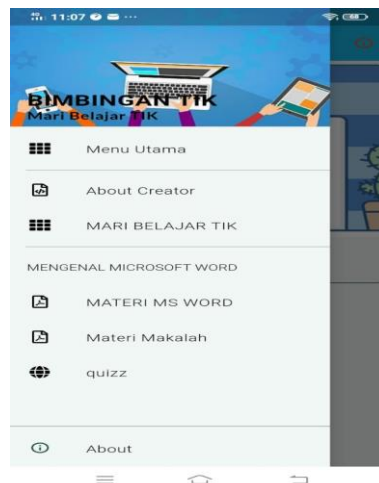 4G 11:07
BIMBINGAN TIK
Mari Belajar TIK
Menu Utama
About Creator
MARI BELAJAR TIK
MENGENAL MICROSOFT WORD
MATERI MS WORD
Materi Makalah
quizz
About